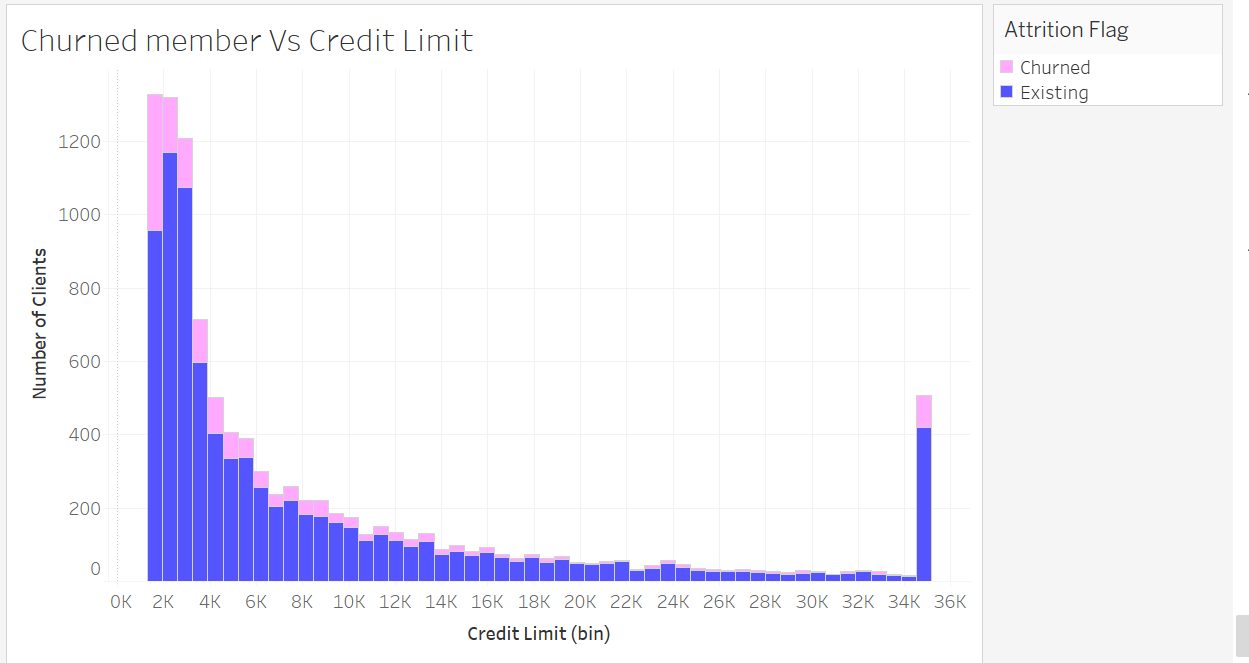 Churned member Vs Credit Limit
Attrition Flag
Churned
Existing
Number of Clients
1200
1000
800
600
400
200
0
0K 2K 4K 6K 8K 10K 12K 14K 16K 18K 20K 22K 24K 26K 28K 30K 32K 34K 36K
Credit Limit (bin)